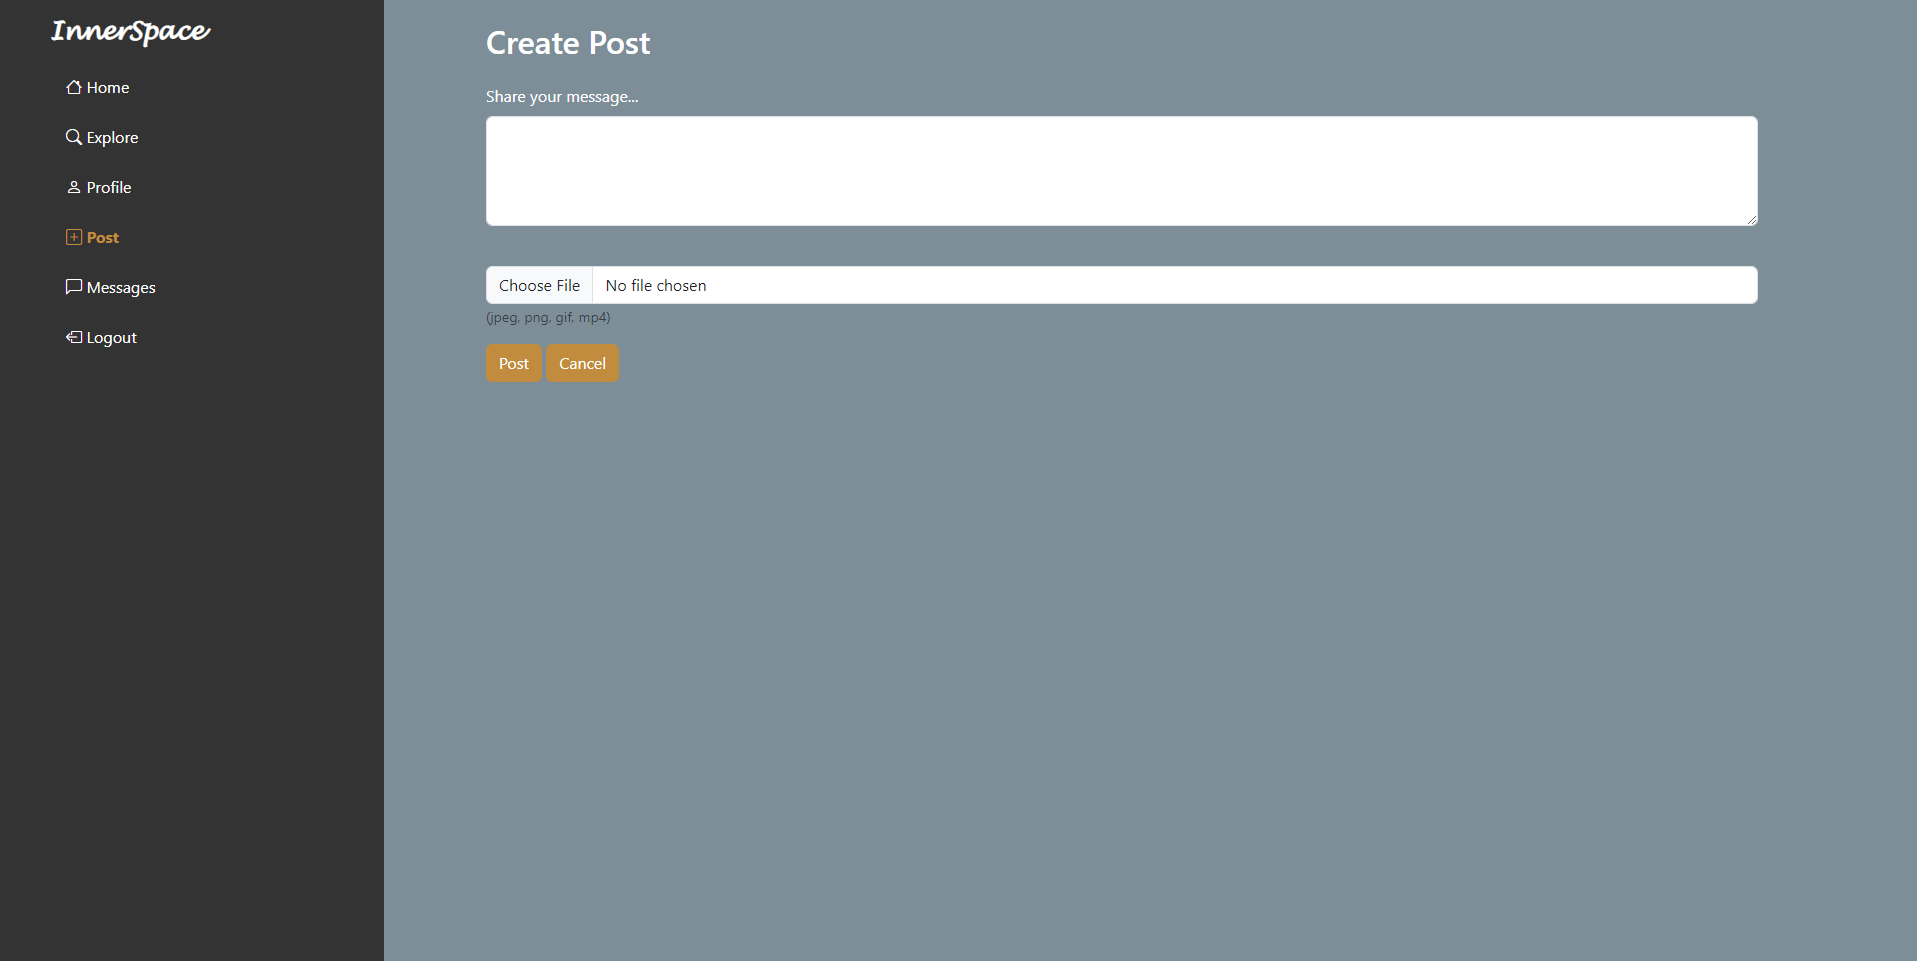 InnerSpace
Home
Explore
Profile
Post
Messages
Logout
Create Post
Share your message...
Choose File No file chosen
(jpeg, png, gif, mp4)
Post Cancel